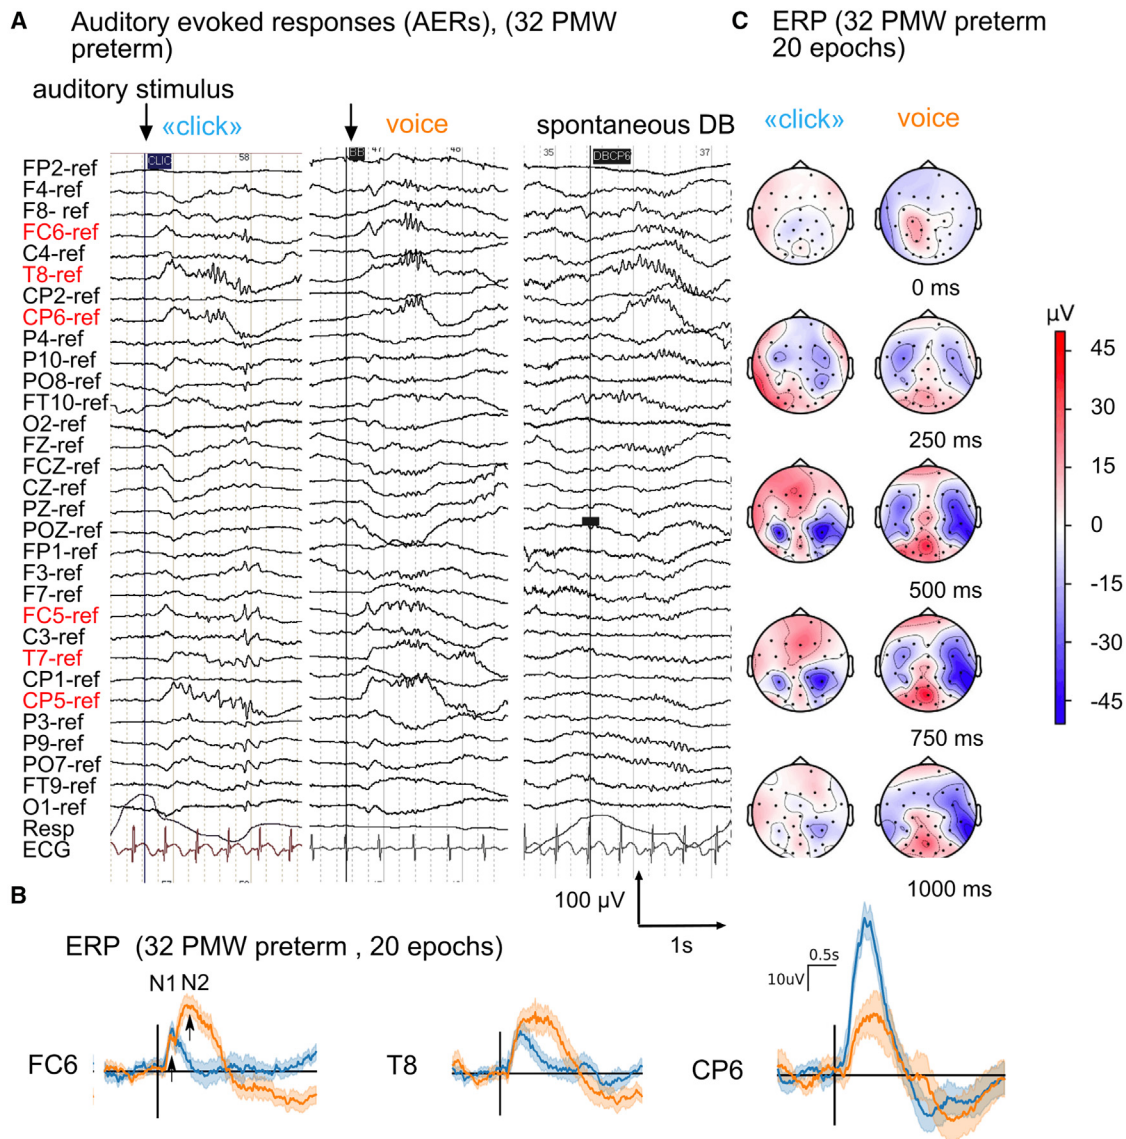 A
Auditory evoked responses (AERs), (32 PMW
preterm)
C
ERP (32 PMW preterm
20 epochs)
auditory stimulus
«click»
voice
spontaneous DB
«click»
voice
CLIC
58
BB
47
48
35
DBCP6
37
FP2-ref
F4-ref
F8- ref
FC6-ref
C4-ref
T8-ref
CP2-ref
CP6-ref
P4-ref
P10-ref
PO8-ref
FT10-ref
O2-ref
FZ-ref
FCZ-ref
CZ-ref
PZ-ref
POZ-ref
FP1-ref
F3-ref
F7-ref
FC5-ref
C3-ref
T7-ref
CP1-ref
CP5-ref
P3-ref
P9-ref
PO7-ref
FT9-ref
O1-ref
Resp
ECG
0 ms
250 ms
500 ms
750 ms
1000 ms
µV
45
30
15
0
-15
-30
-45
100 µV
1s
B
ERP (32 PMW preterm , 20 epochs)
N1 N2
FC6
T8
CP6
0.5s
10uV